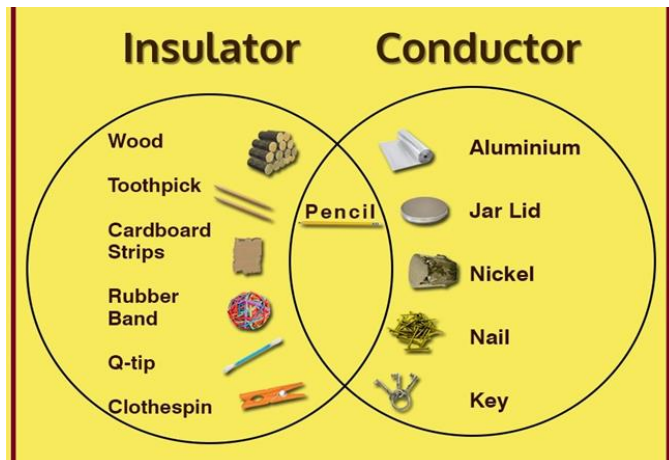 Insulator
Conductor
Wood
Toothpick
Cardboard
Strips
Rubber
Band
Q-tip
Clothespin
Pencil
Aluminium
Jar Lid
Nickel
Nail
Key